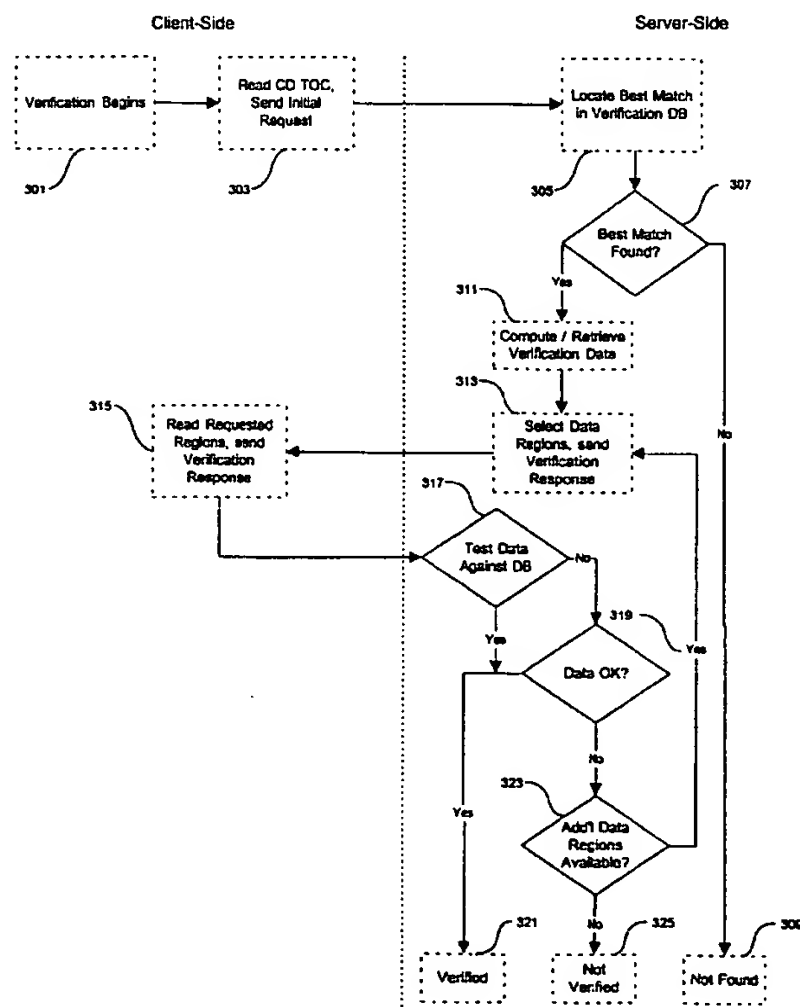 Client-Side
Server-Side
Verification Begins
301
Read CD TOC,
Send Initial
Request
303
Locate Best Match
in Verification DB
305
307
Best Match
Found?
Yes
No
311
Compute / Retrieve
Verification Data
313
Select Data
Regions, send
Verification
Response
315
Read Requested
Regions, send
Verification
Response
317
Test Data
Against DB
No
Yes
319
Yes
Data OK?
No
Yes
323
Add'l Data
Regions
Available?
No
321
Verified
325
Not
Verified
309
Not Found